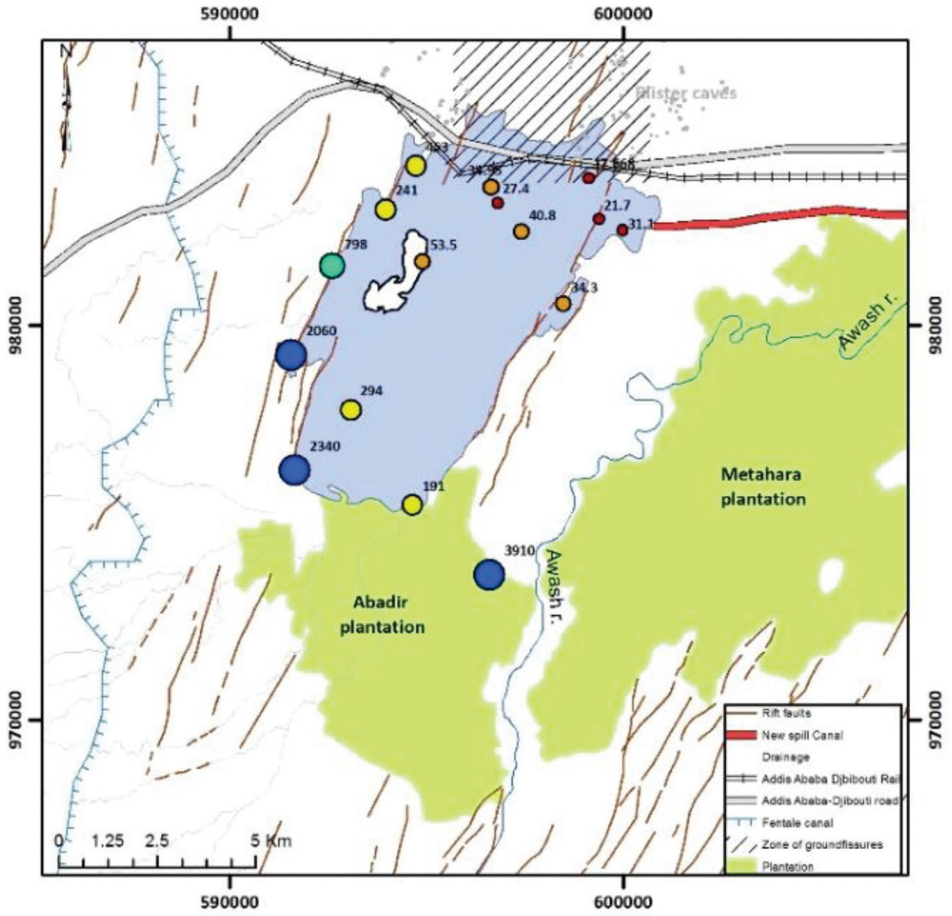 590000
600000
N
Blister caves
453
34.95
17.868
241
27.4
21.7
40.8
31.1
798
53.5
34.3
980000
980000
Awash r.
2060
294
2340
Metahara
plantation
191
3910
Awash r.
Abadir
plantation
970000
970000
Rift faults
New spill Canal
Drainage
Addis Ababa Djbibouti Rail
Addis Ababa-Djibouti road
Fentale canal
Zone of groundfissures
Plantation
0 1.25 2.5 5 Km
590000
600000